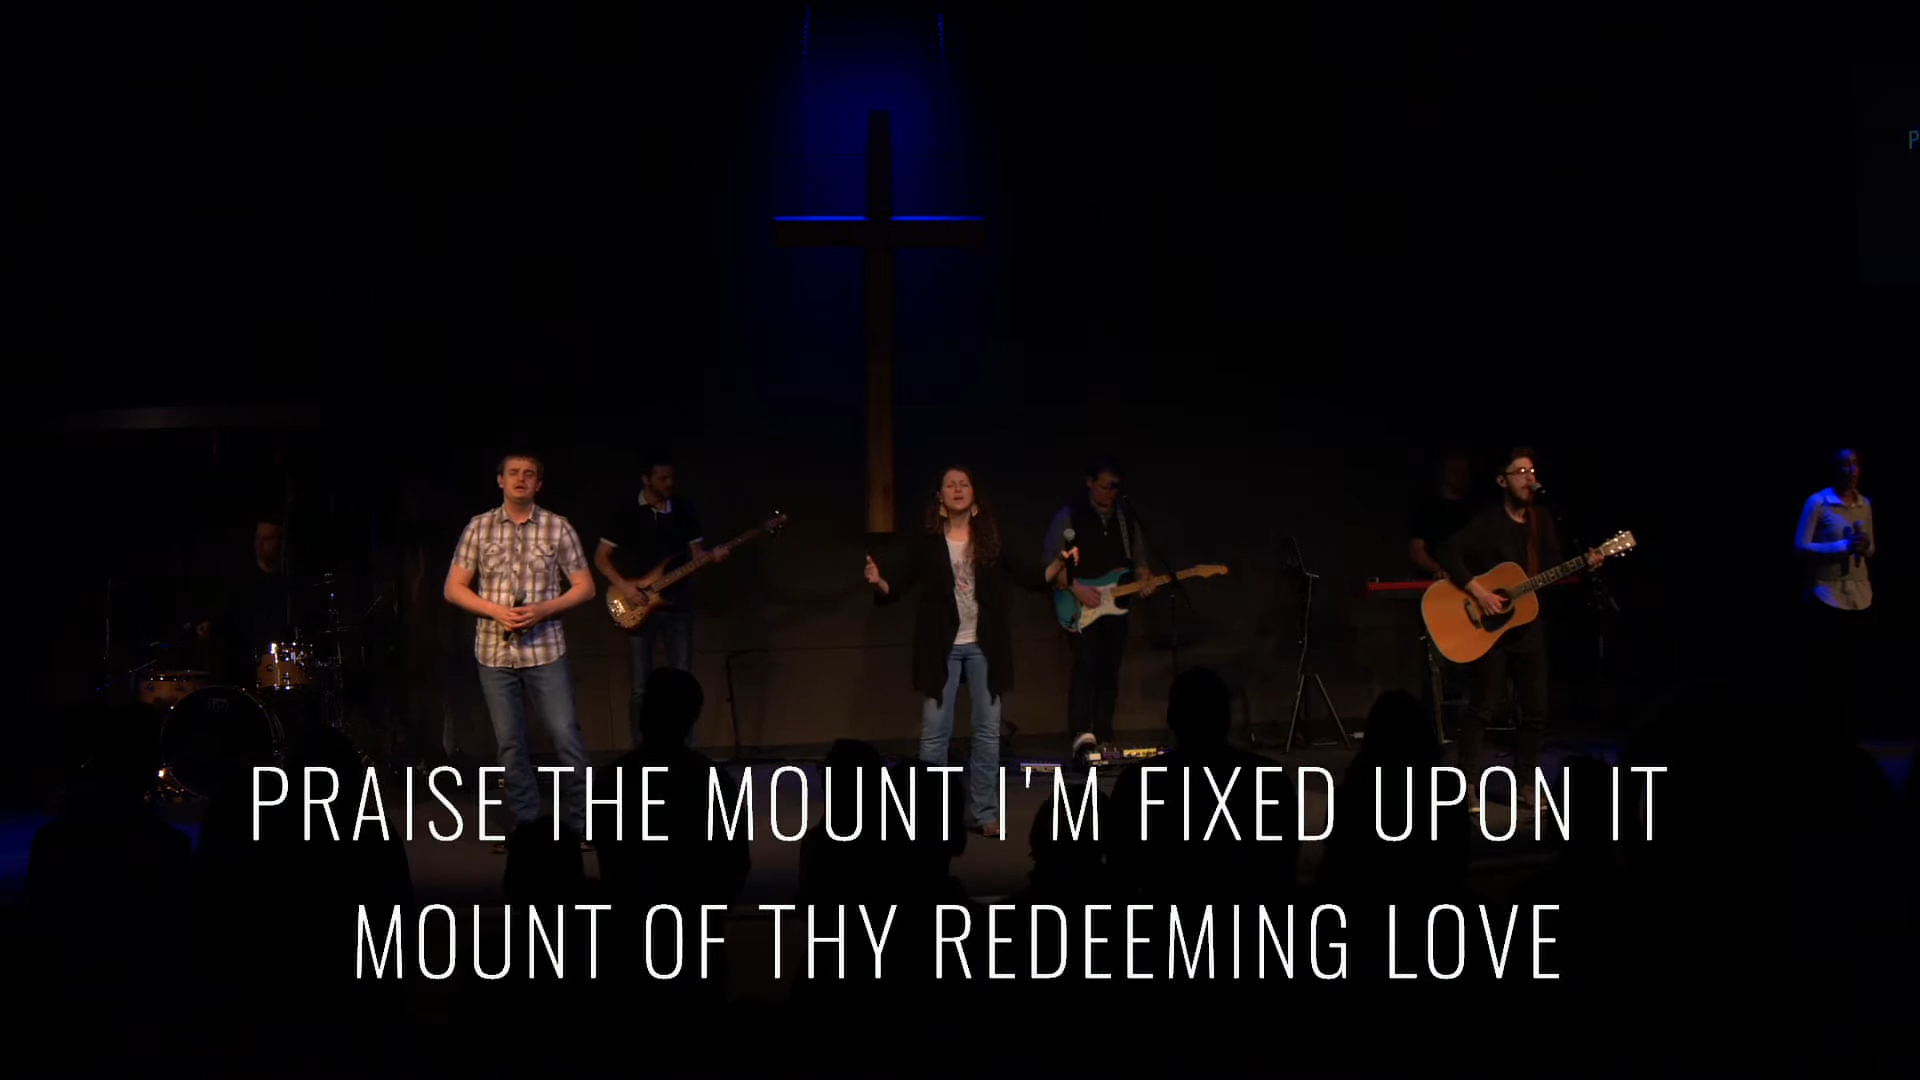 P
PRAISE THE MOUNT I'M FIXED UPON IT
MOUNT OF THY REDEEMING LOVE